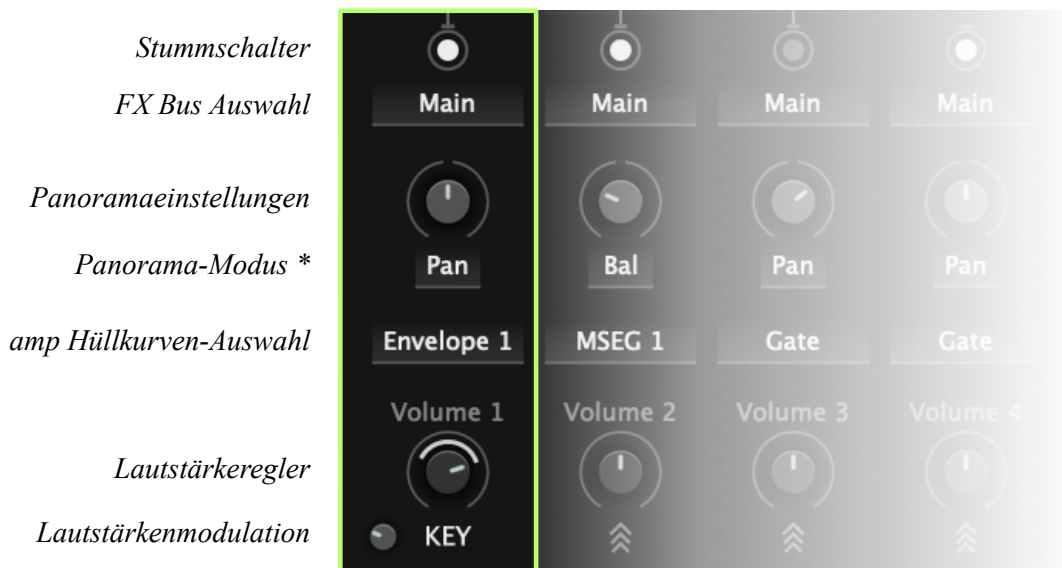 Stummschalter
FX Bus Auswahl Main Main Main Main
Panoramaeinstellungen
Panorama-Modus * Pan Bal Pan Pan
amp Hüllkurven-Auswahl Envelope 1 MSEG 1 Gate Gate
Volume 1 Volume 2 Volume 3 Volume 4
Lautstärkeregler
Lautstärkenmodulation KEY